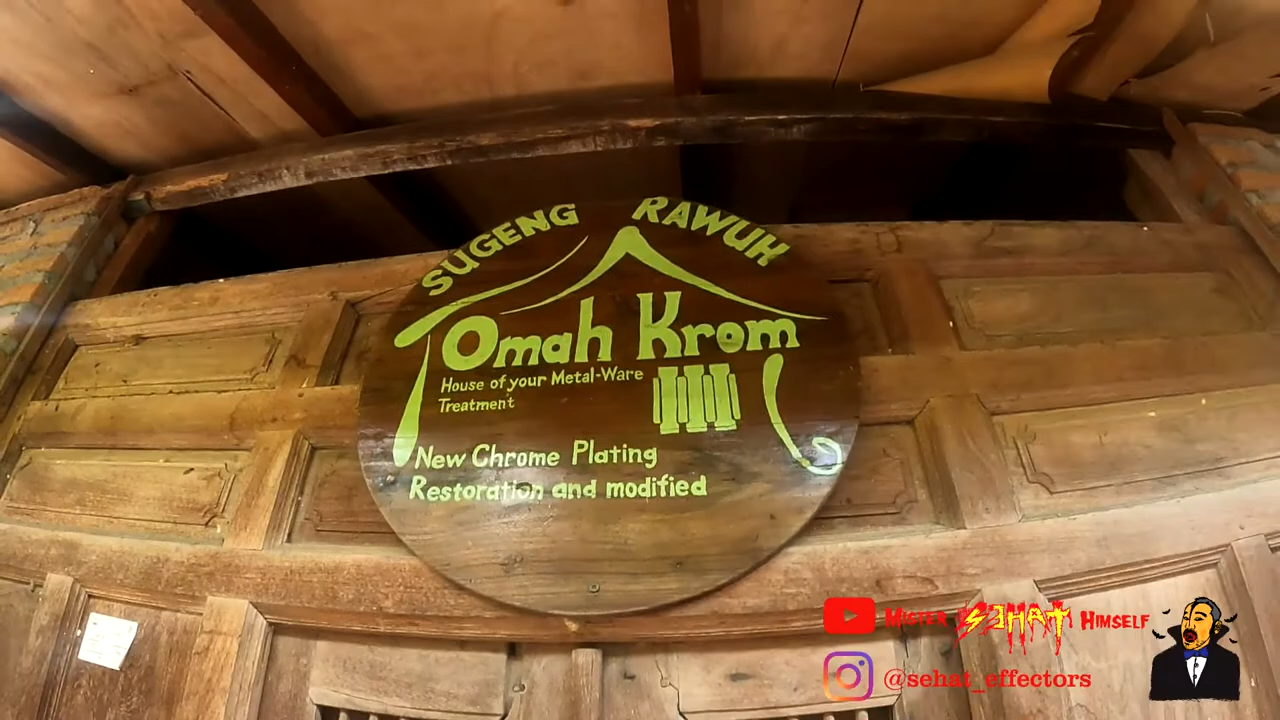 SUGENG RAWUH
Omah Krom
House of your Metal-Ware
Treatment
New Chrome Plating
Restoration and modified
Mister SEHAT Himself
@sehat_effectors